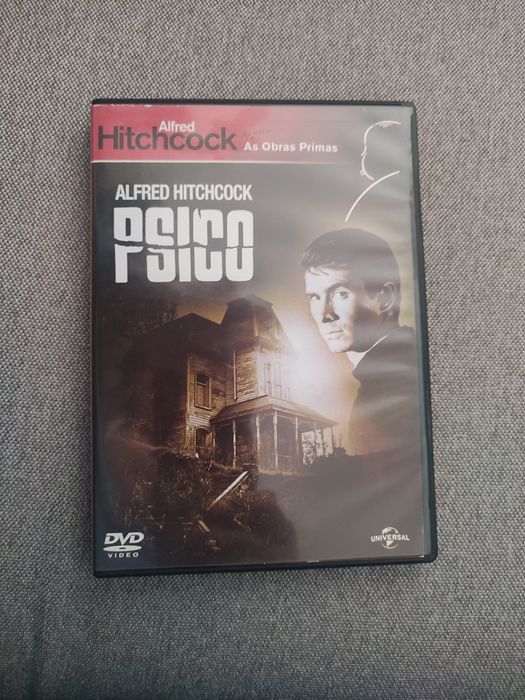 Alfred
Hitchcock
As Obras Primas
ALFRED HITCHCOCK
PSICO
DVD
VIDEO
UNIVERSAL